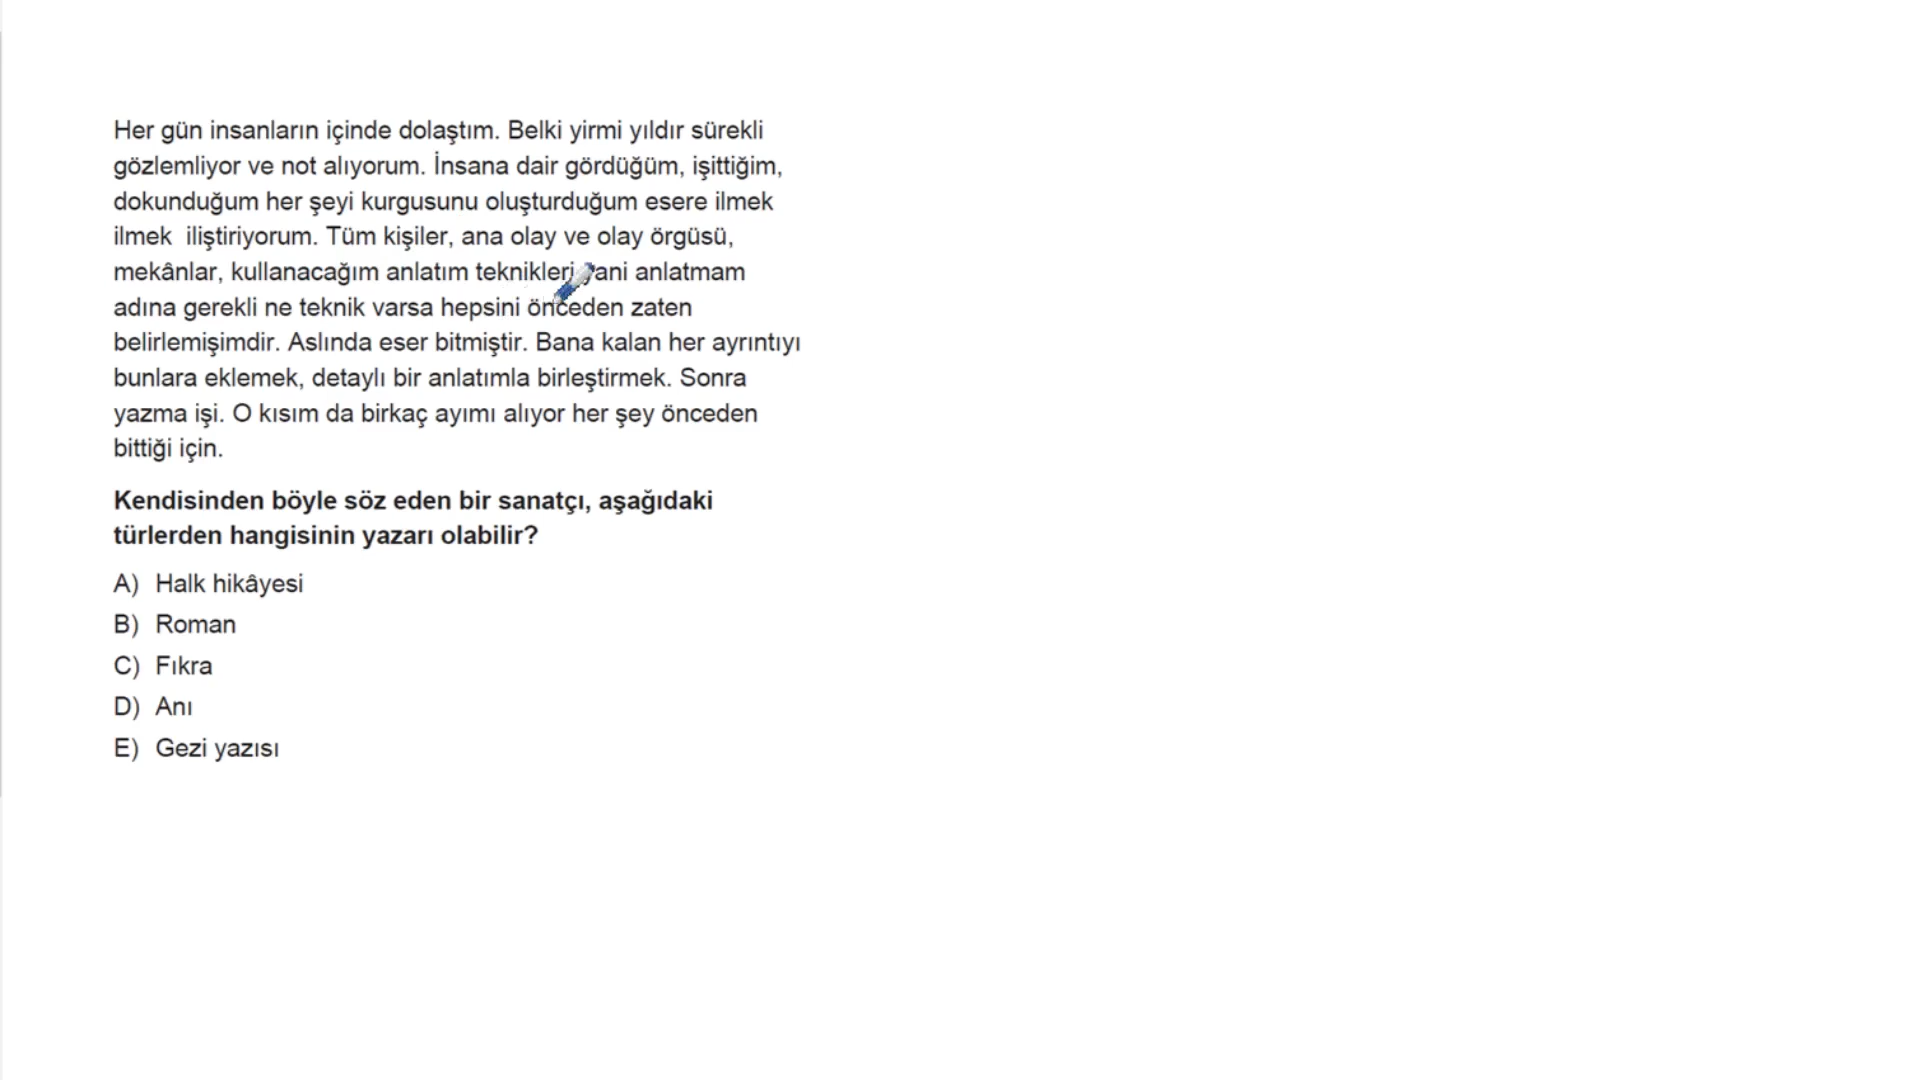 Her gün insanların içinde dolaştım. Belki yirmi yıldır sürekli
gözlemliyor ve not alıyorum. İnsana dair gördüğüm, işittiğim,
dokunduğum her şeyi kurgusunu oluşturduğum esere ilmek
ilmek iliştiriyorum. Tüm kişiler, ana olay ve olay örgüsü,
mekânlar, kullanacağım anlatım teknikleri yani anlatmam
adına gerekli ne teknik varsa hepsini önceden zaten
belirlemişimdir. Aslında eser bitmiştir. Bana kalan her ayrıntıyı
bunlara eklemek, detaylı bir anlatımla birleştirmek. Sonra
yazma işi. O kısım da birkaç ayımı alıyor her şey önceden
bittiği için.
Kendisinden böyle söz eden bir sanatçı, aşağıdaki
türlerden hangisinin yazarı olabilir?
A) Halk hikâyesi
B) Roman
C) Fıkra
D) Anı
E) Gezi yazısı